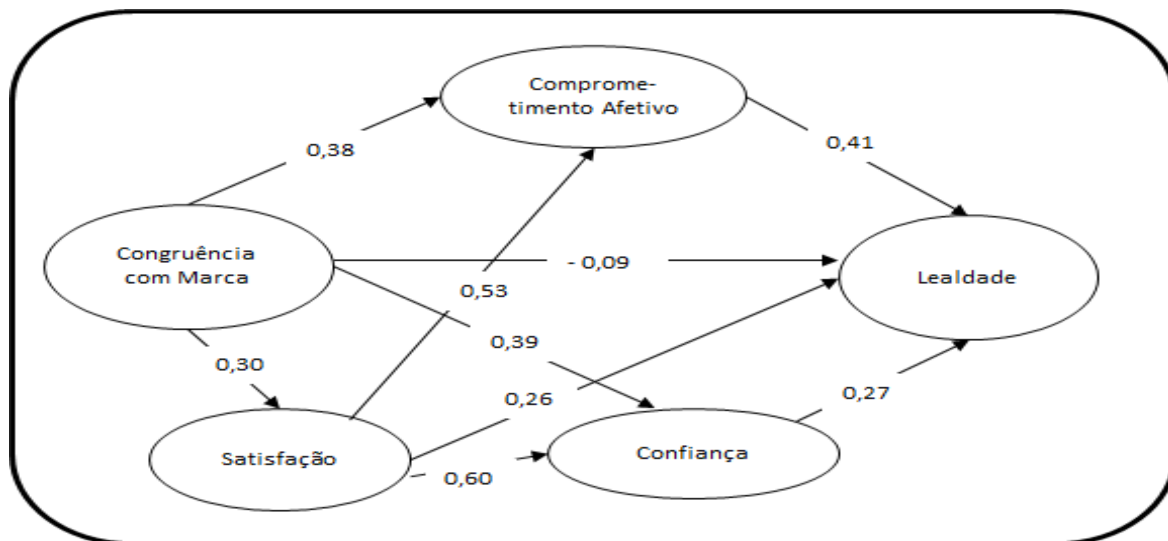 Comprome-
timento Afetivo
0,38
0,41
Congruência
com Marca
- 0,09
Lealdade
0,53
0,39
0,30
0,26
0,27
Satisfação
Confiança
0,60